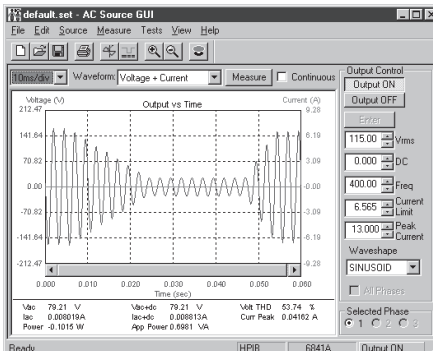 default.set - AC Source GUI
File Edit Source Measure Tests View Help
10ms/div Waveform: Voltage + Current Measure Continuous
Output vs Time
Voltage (V) Current (A)
212.47 9.28
141.64 6.19
70.82 3.09
0.00 -0.00
-70.82 -3.09
-141.64 -6.19
-212.47 -9.28
0.000 0.010 0.020 0.030 0.040 0.050 0.060
Time (sec)
Vac 79.21 V Vac+dc 79.21 V Volt THD 53.74 %
Iac 0.008019A Iac+dc 0.008813A Curr Peak 0.04162 A
Power -0.1015 W App Power 0.6981 VA
Output Control
Output ON
Output OFF
Enter
115.00 Vrms
0.000 DC
400.00 Freq
6.565 Current Limit
13.000 Peak Current
Waveshape
SINUSOID
All Phases
Selected Phase
1 2 3
Ready HPIB 6841A Output ON